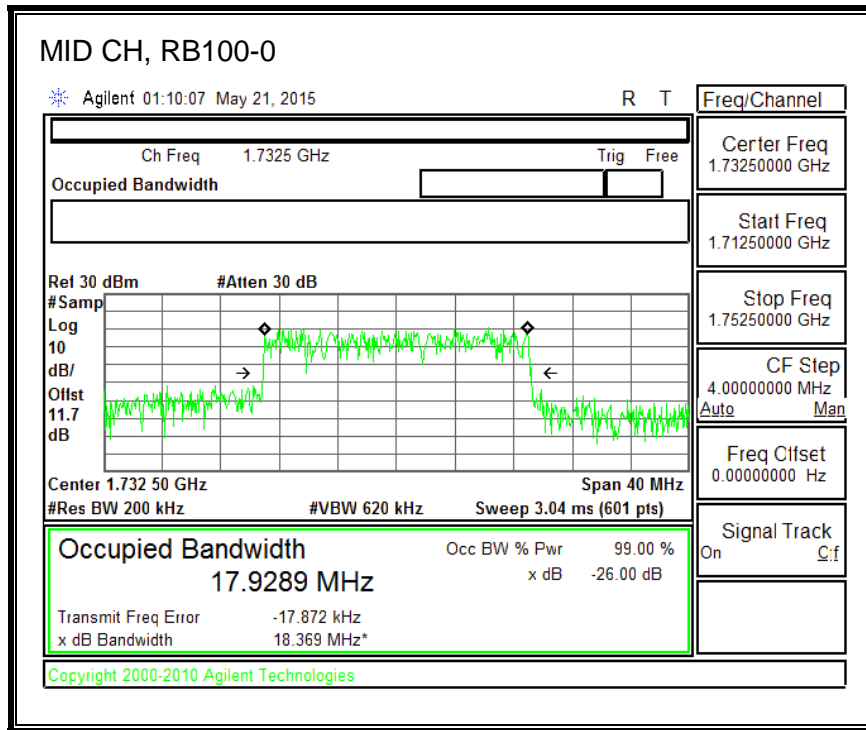 MID CH, RB100-0
Agilent 01:10:07 May 21, 2015 R T
Freq/Channel
Ch Freq 1.7325 GHz Trig Free
Occupied Bandwidth
Center Freq
1.73250000 GHz
Start Freq
1.71250000 GHz
Stop Freq
1.75250000 GHz
CF Step
4.00000000 MHz
Auto Man
Freq Offset
0.00000000 Hz
Signal Track
On Off
Ref 30 dBm #Atten 30 dB
#Samp
Log
10
dB/
Offst
11.7
dB
Center 1.732 50 GHz Span 40 MHz
#Res BW 200 kHz #VBW 620 kHz Sweep 3.04 ms (601 pts)
Occupied Bandwidth Occ BW % Pwr 99.00 %
17.9289 MHz x dB -26.00 dB
Transmit Freq Error -17.872 kHz
x dB Bandwidth 18.369 MHz*
Copyright 2000-2010 Agilent Technologies